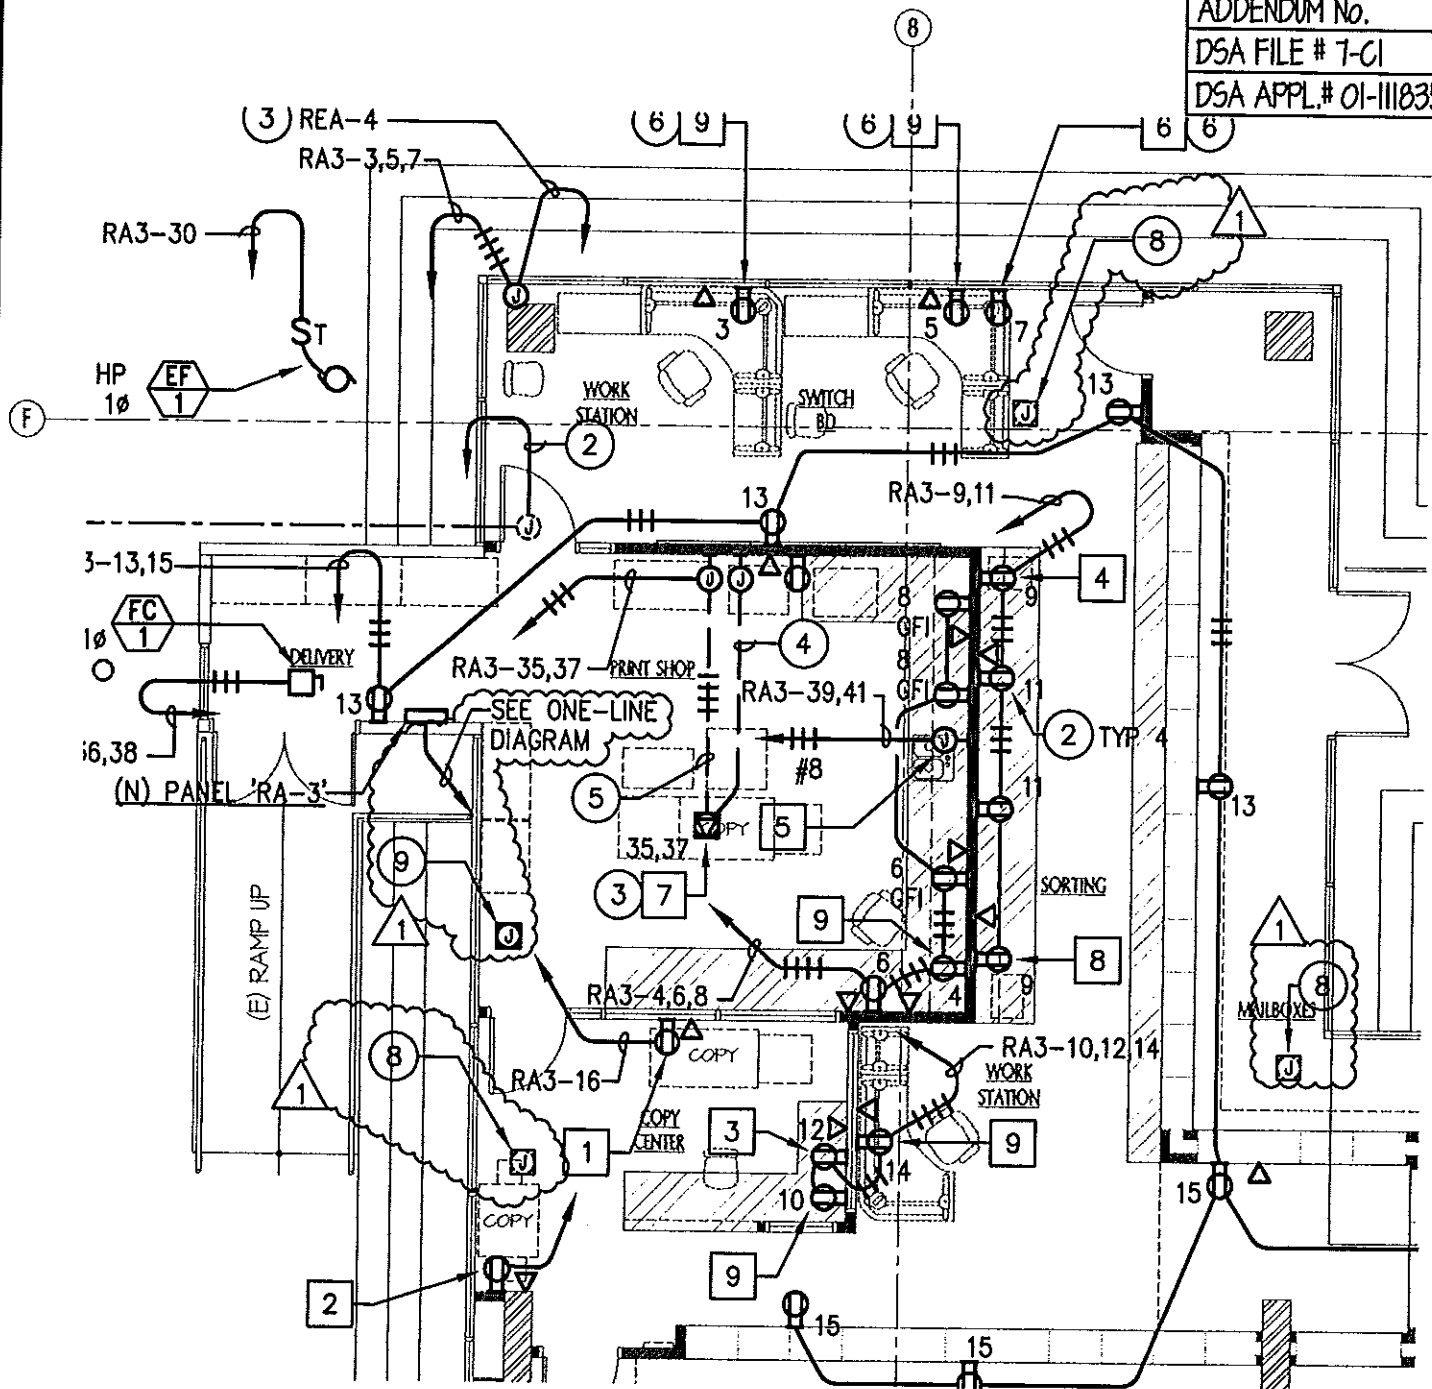 ADDENDUM No.
DSA FILE # 7-C1
DSA APPL.# 01-111835
8
3 REA-4
6 9
6 9
6 6
RA3-3,5,7
RA3-30
1
8
J
ST
3
5
7
HP
1ø
EF
1
WORK
STATION
SWITCH
BD
13
J
F
2
13
RA3-9,11
J
3-13,15
J
J
4
9
8
GFI
FC
1
1ø
DELIVERY
4
RA3-35,37
PRINT SHOP
8
GFI
RA3-39,41
11
13
SEE ONE-LINE
DIAGRAM
2 TYP 4
J
#8
36,38
(N) PANEL 'RA-3'
5
11
13
COPY
5
35,37
9
3 7
6
GFI
SORTING
1
J
9
8
1
(E) RAMP UP
6
4
9
RA3-4,6,8
8
MAILBOXES
8
COPY
RA3-10,12,14
WORK
STATION
J
RA3-16
1
COPY
CENTER
3
12
9
1
J
14
10
15
COPY
9
2
15
15